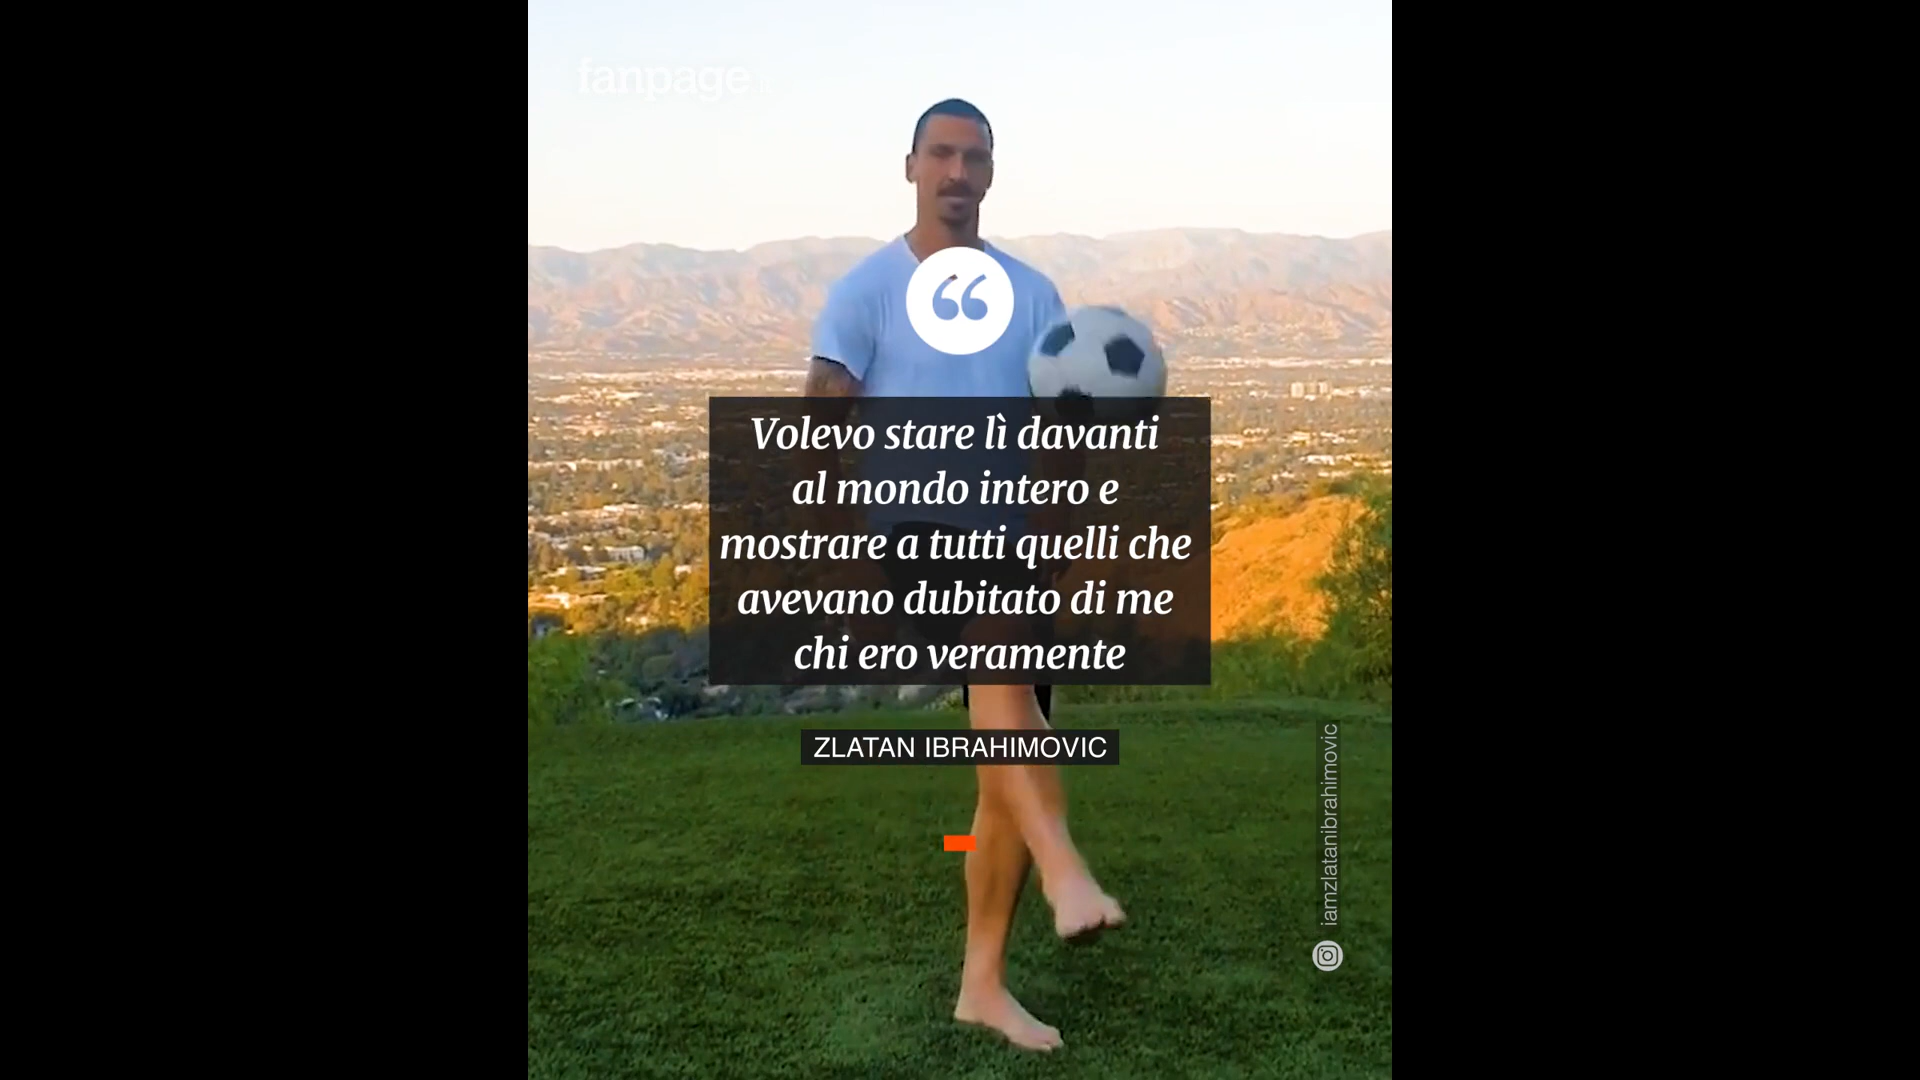 fanpage
Volevo stare lì davanti
al mondo intero e
mostrare a tutti quelli che
avevano dubitato di me
chi ero veramente
ZLATAN IBRAHIMOVIC
iamzlatanibrahimovic